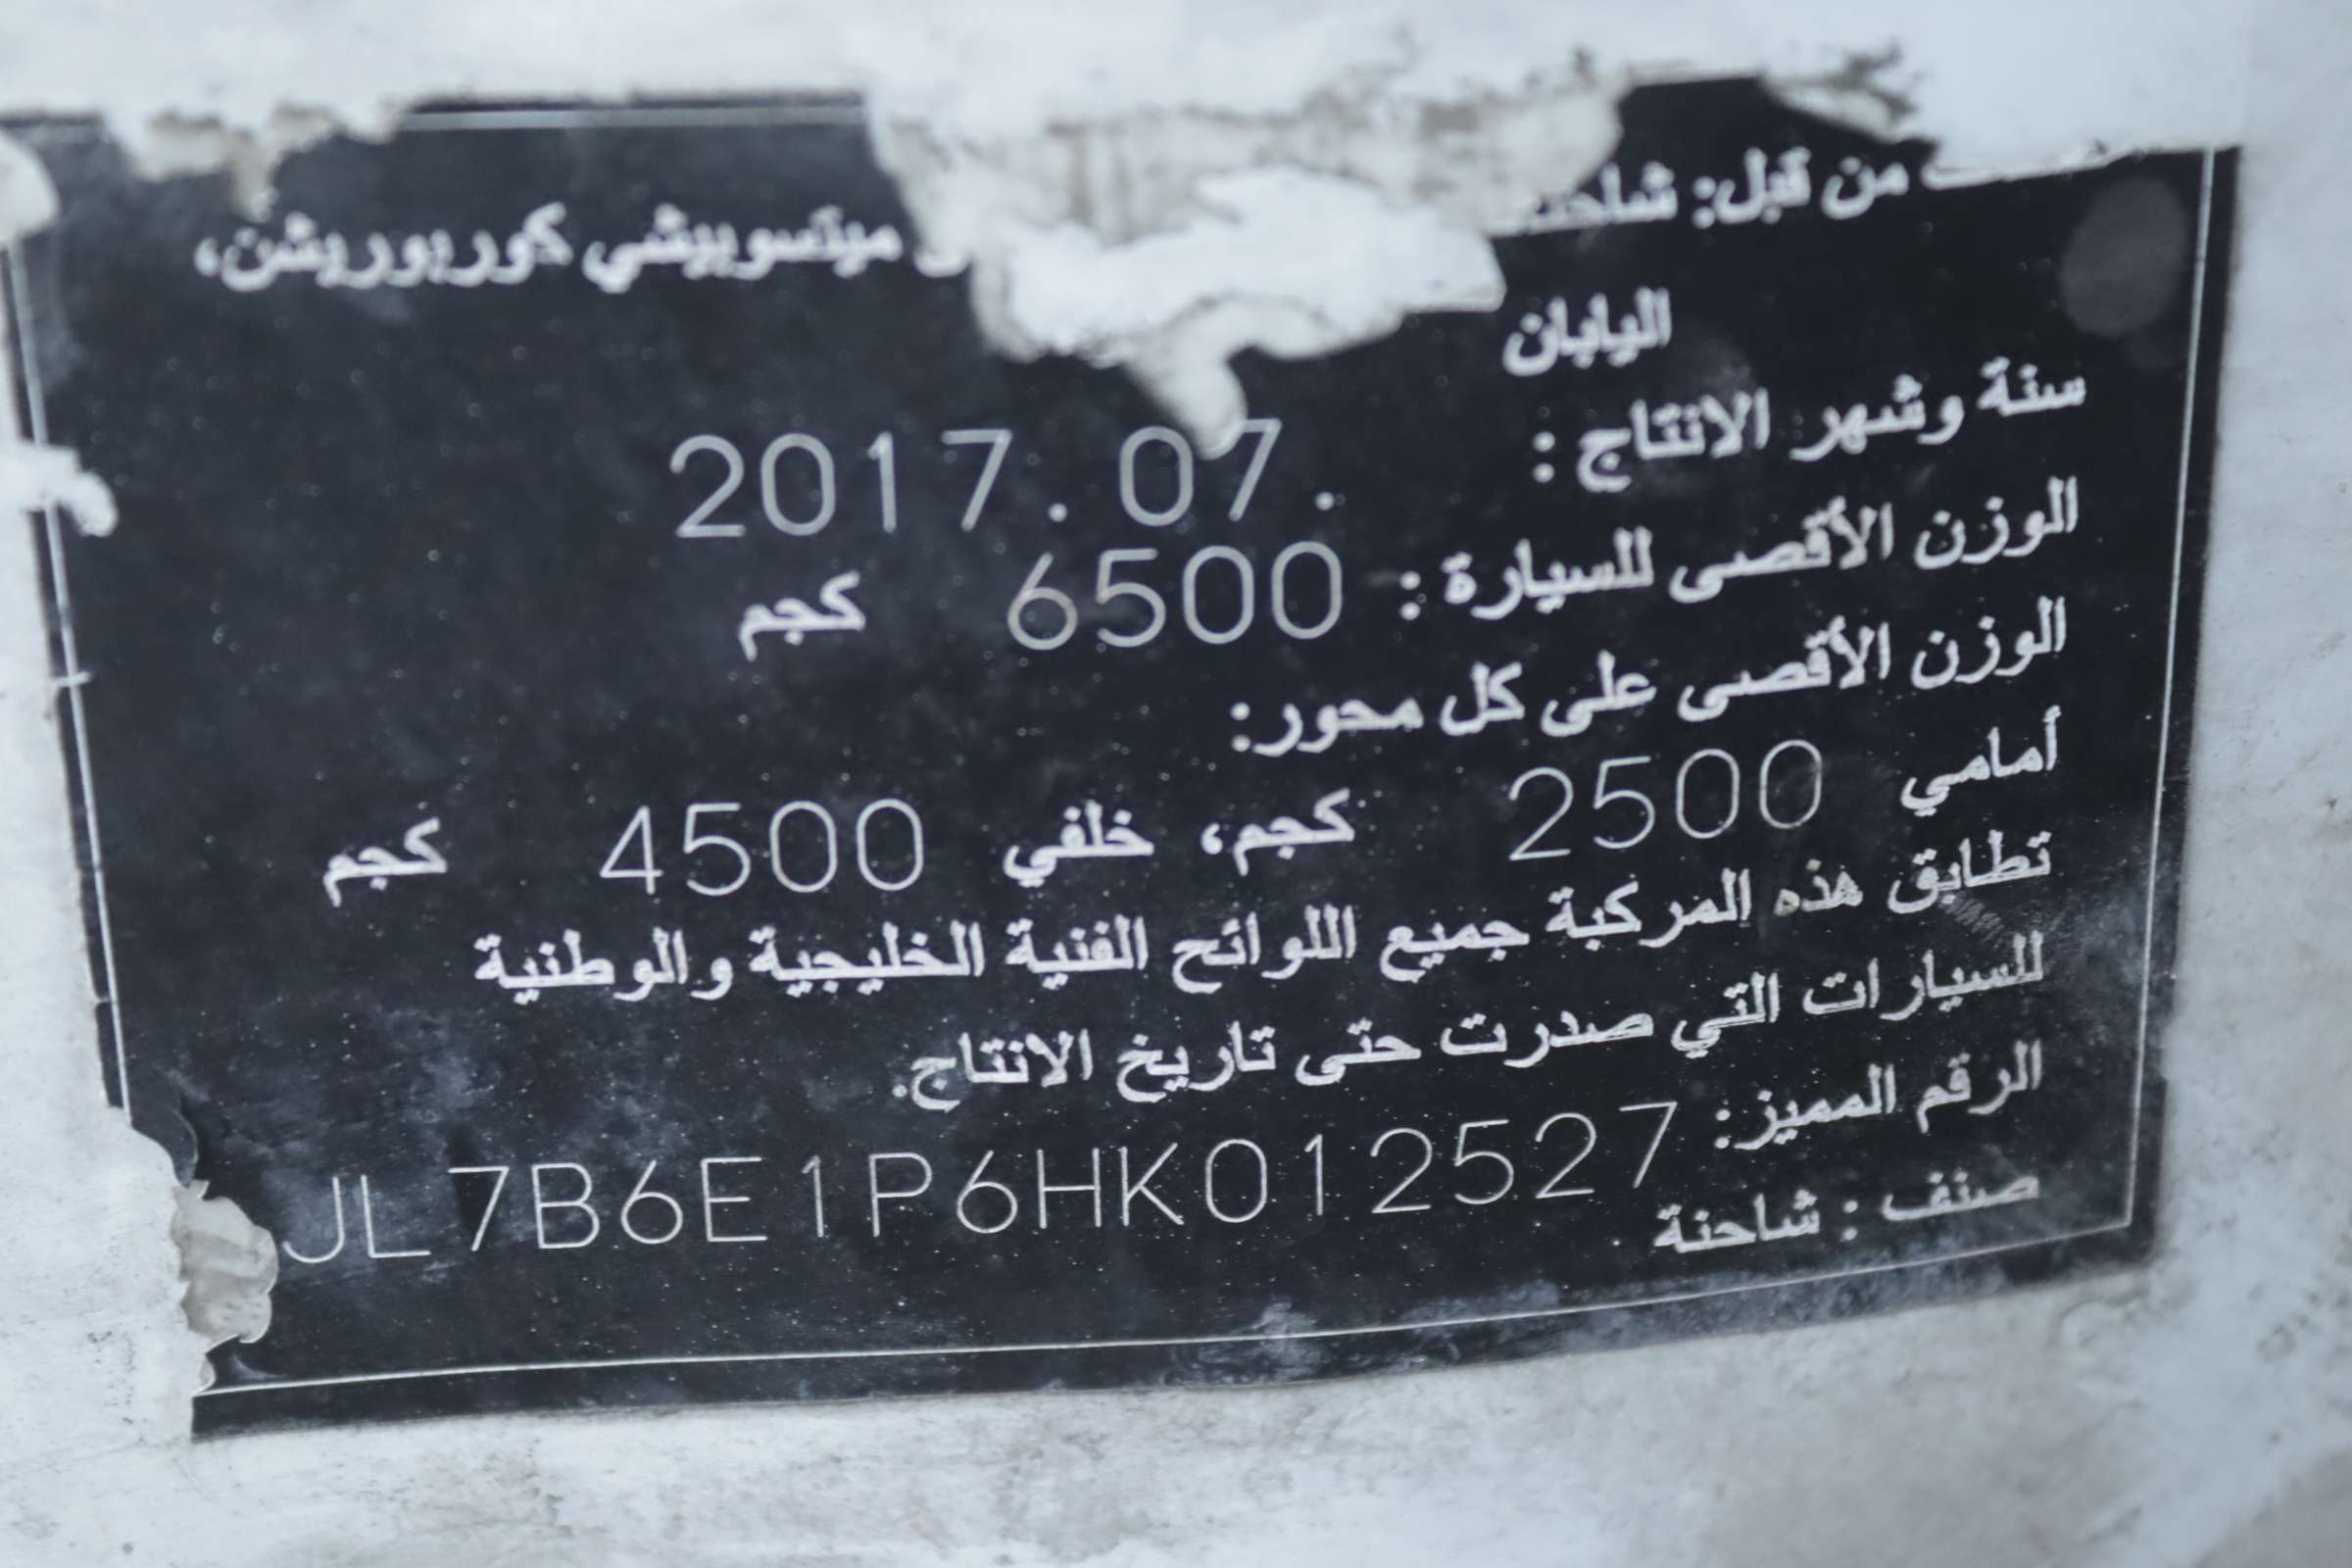 من قبل: شاحنـ ميتسوبيشي كوربوريشن،
اليابان
سنة وشهر الانتاج : 2017.07.
الوزن الأقصى للسيارة : 6500 كجم
الوزن الأقصى على كل محور:
أمامي 2500 كجم، خلفي 4500 كجم
تطابق هذه المركبة جميع اللوائح الفنية الخليجية والوطنية
للسيارات التي صدرت حتى تاريخ الانتاج.
الرقم المميز: JL7B6E1P6HK012527
صنف : شاحنة